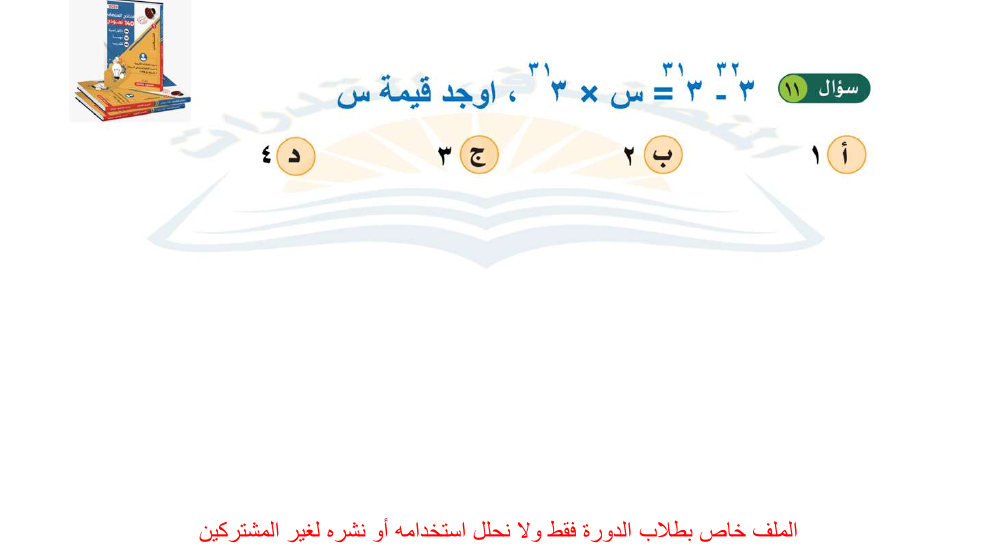 سؤال ١١ ٣^٣٢ - ٣^٣١ = س × ٣^٣١ ، اوجد قيمة س
أ ١ ب ٢ ج ٣ د ٤
الملف خاص بطلاب الدورة فقط ولا نحلل استخدامه أو نشره لغير المشتركين